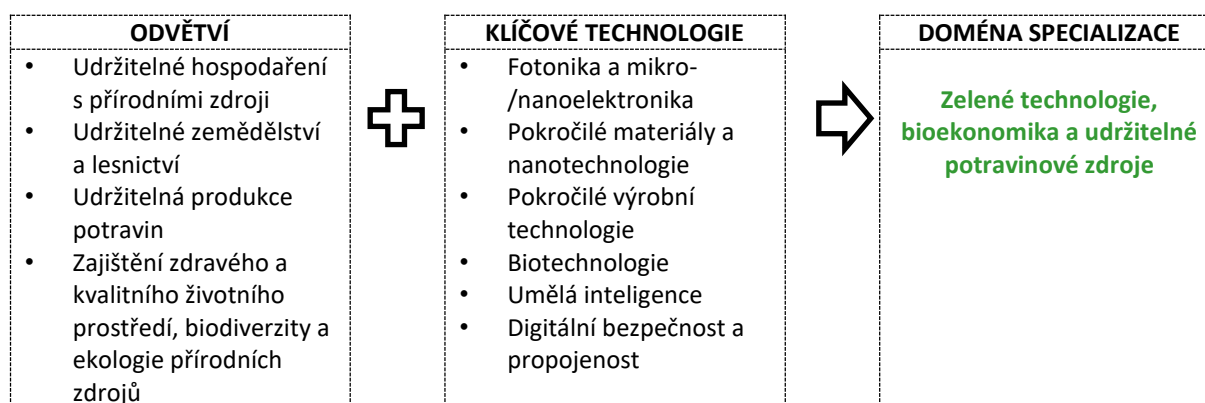 ODVĚTVÍ
• Udržitelné hospodaření
s přírodními zdroji
• Udržitelné zemědělství
a lesnictví
• Udržitelná produkce
potravin
• Zajištění zdravého a
kvalitního životního
prostředí, biodiverzity a
ekologie přírodních
zdrojů
KLÍČOVÉ TECHNOLOGIE
• Fotonika a mikro-
/nanoelektronika
• Pokročilé materiály a
nanotechnologie
• Pokročilé výrobní
technologie
• Biotechnologie
• Umělá inteligence
• Digitální bezpečnost a
propojenost
DOMÉNA SPECIALIZACE
Zelené technologie,
bioekonomika a udržitelné
potravinové zdroje